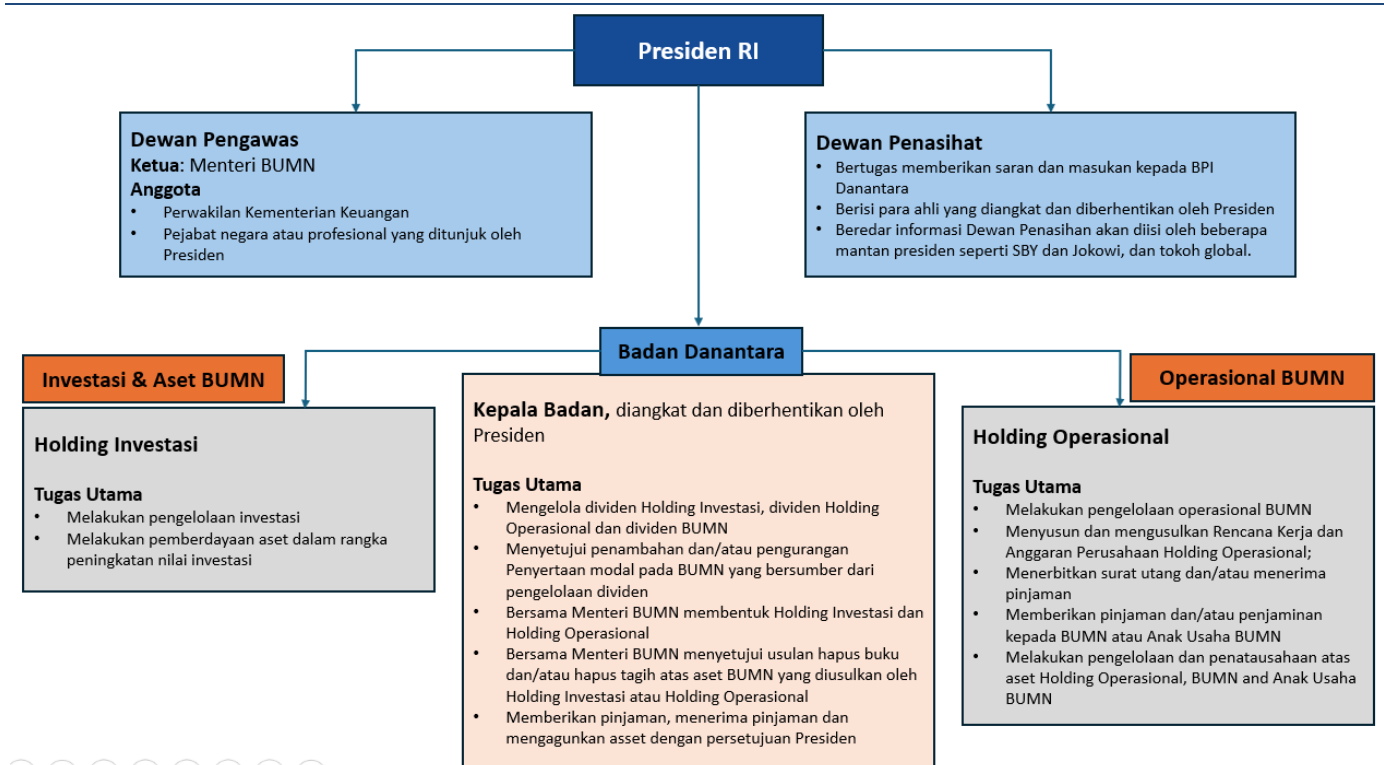 Presiden RI
Dewan Pengawas
Ketua: Menteri BUMN
Anggota
• Perwakilan Kementerian Keuangan
• Pejabat negara atau profesional yang ditunjuk oleh
Presiden
Dewan Penasihat
• Bertugas memberikan saran dan masukan kepada BPI
Danantara
• Berisi para ahli yang diangkat dan diberhentikan oleh Presiden
• Beredar informasi Dewan Penasihan akan diisi oleh beberapa
mantan presiden seperti SBY dan Jokowi, dan tokoh global.
Badan Danantara
Investasi & Aset BUMN
Holding Investasi
Tugas Utama
• Melakukan pengelolaan investasi
• Melakukan pemberdayaan aset dalam rangka
peningkatan nilai investasi
Kepala Badan, diangkat dan diberhentikan oleh
Presiden
Tugas Utama
• Mengelola dividen Holding Investasi, dividen Holding
Operasional dan dividen BUMN
• Menyetujui penambahan dan/atau pengurangan
Penyertaan modal pada BUMN yang bersumber dari
pengelolaan dividen
• Bersama Menteri BUMN membentuk Holding Investasi dan
Holding Operasional
• Bersama Menteri BUMN menyetujui usulan hapus buku
dan/atau hapus tagih atas aset BUMN yang diusulkan oleh
Holding Investasi atau Holding Operasional
• Memberikan pinjaman, menerima pinjaman dan
mengagunkan asset dengan persetujuan Presiden
Operasional BUMN
Holding Operasional
Tugas Utama
• Melakukan pengelolaan operasional BUMN
• Menyusun dan mengusulkan Rencana Kerja dan
Anggaran Perusahaan Holding Operasional;
• Menerbitkan surat utang dan/atau menerima
pinjaman
• Memberikan pinjaman dan/atau penjaminan
kepada BUMN atau Anak Usaha BUMN
• Melakukan pengelolaan dan penatausahaan atas
aset Holding Operasional, BUMN and Anak Usaha
BUMN